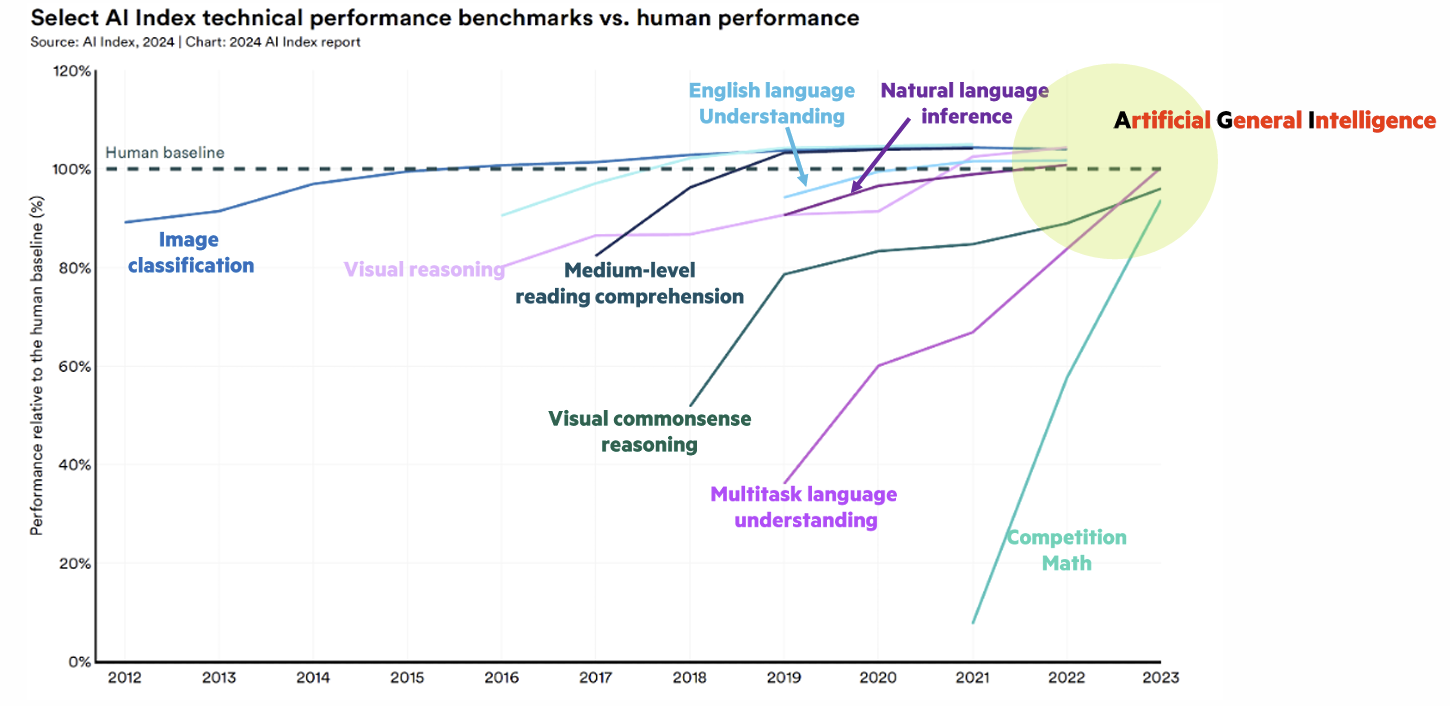 Select AI Index technical performance benchmarks vs. human performance
Source: AI Index, 2024 | Chart: 2024 AI Index report
120%
100%
80%
60%
40%
20%
0%
Performance relative to the human baseline (%)
Human baseline
English language
Understanding
Natural language
inference
Artificial General Intelligence
Image
classification
Visual reasoning
Medium-level
reading comprehension
Visual commonsense
reasoning
Multitask language
understanding
Competition
Math
2012 2013 2014 2015 2016 2017 2018 2019 2020 2021 2022 2023